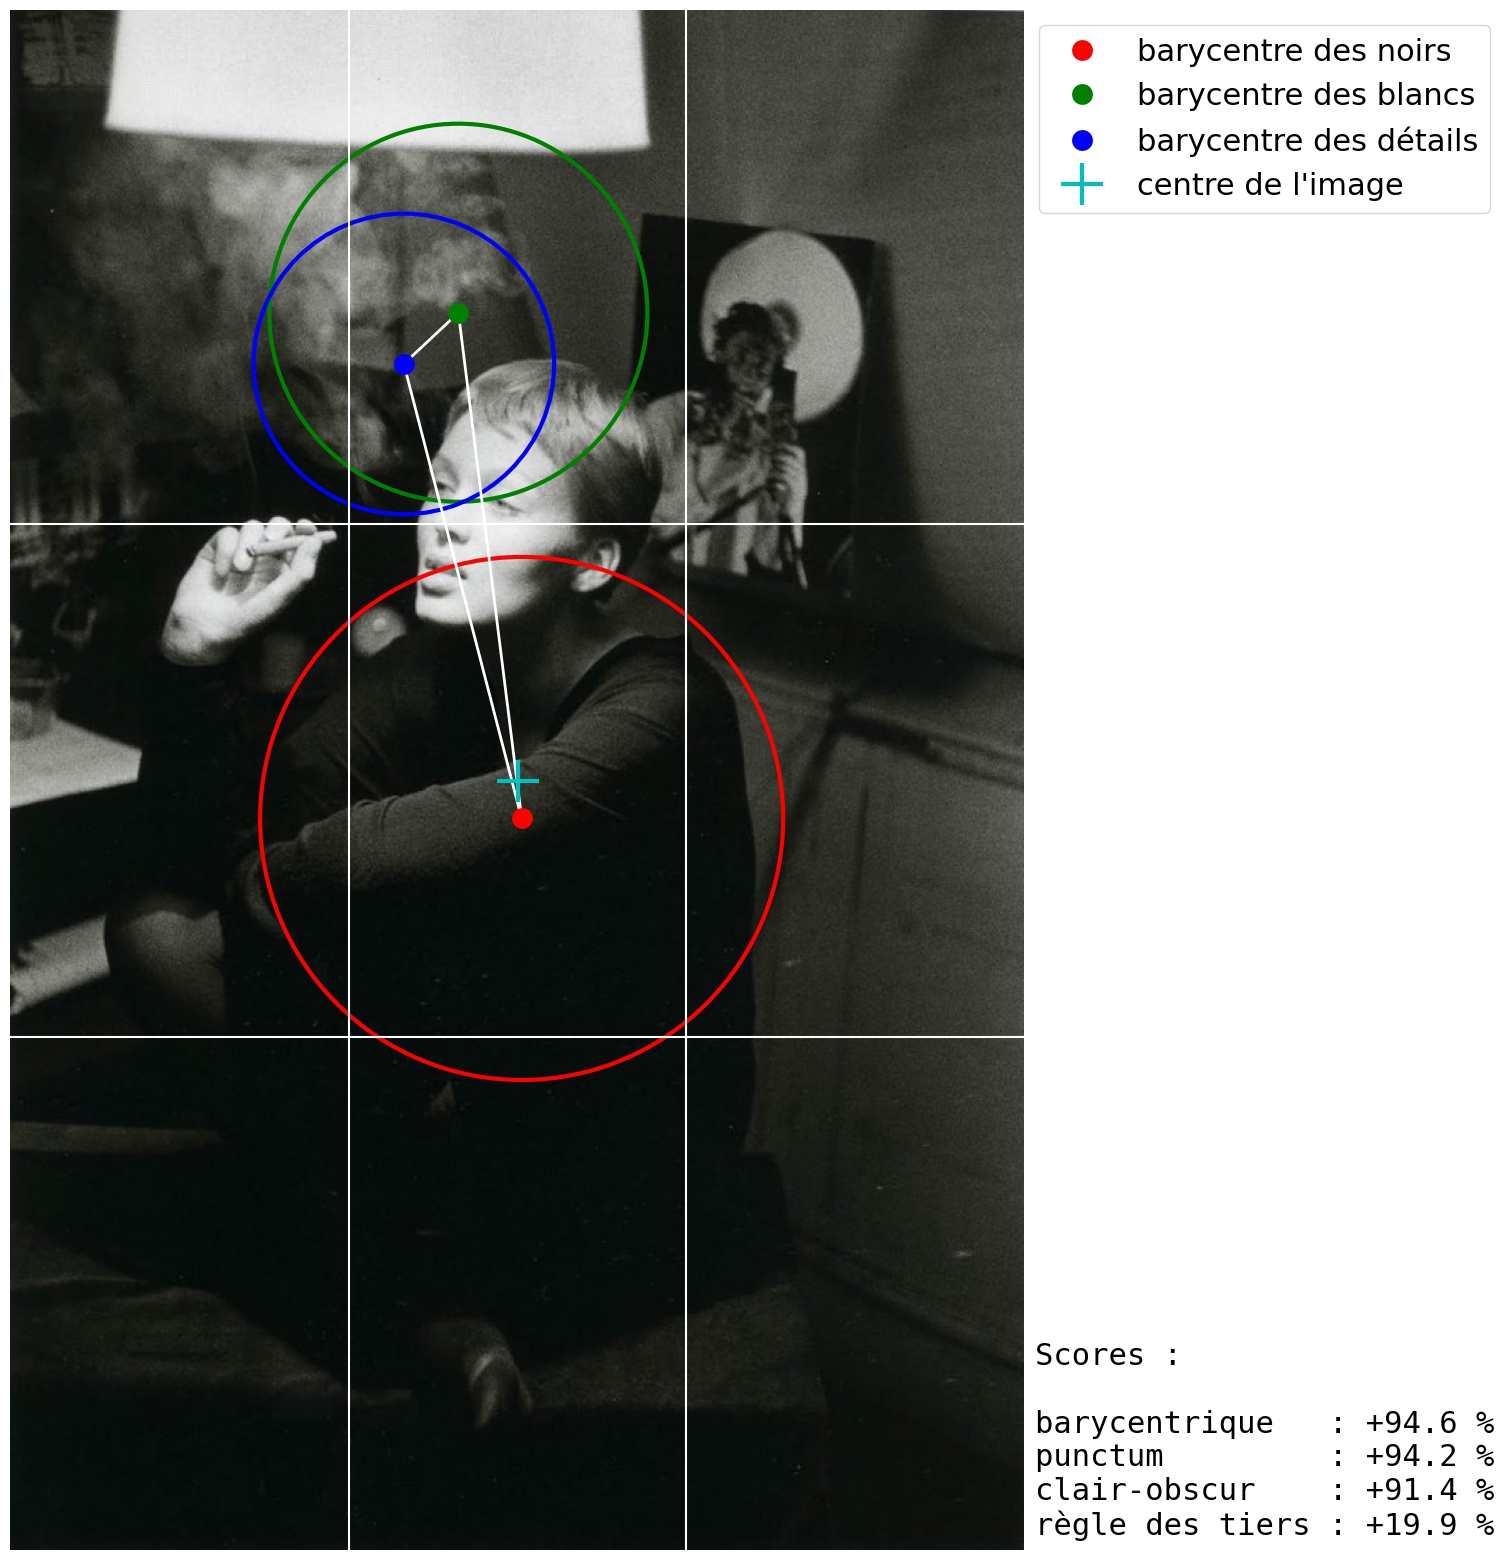 barycentre des noirs
barycentre des blancs
barycentre des détails
centre de l'image
Scores :
barycentrique   : +94.6 %
punctum         : +94.2 %
clair-obscur    : +91.4 %
règle des tiers : +19.9 %